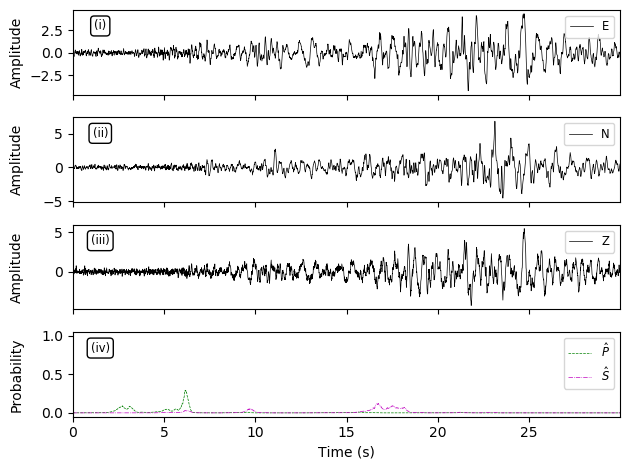 (i)
E
2.5
0.0
−2.5
Amplitude
(ii)
N
5
0
−5
Amplitude
(iii)
Z
5
0
Amplitude
(iv)
P̂
Ŝ
1.0
0.5
0.0
Probability
0 5 10 15 20 25
Time (s)